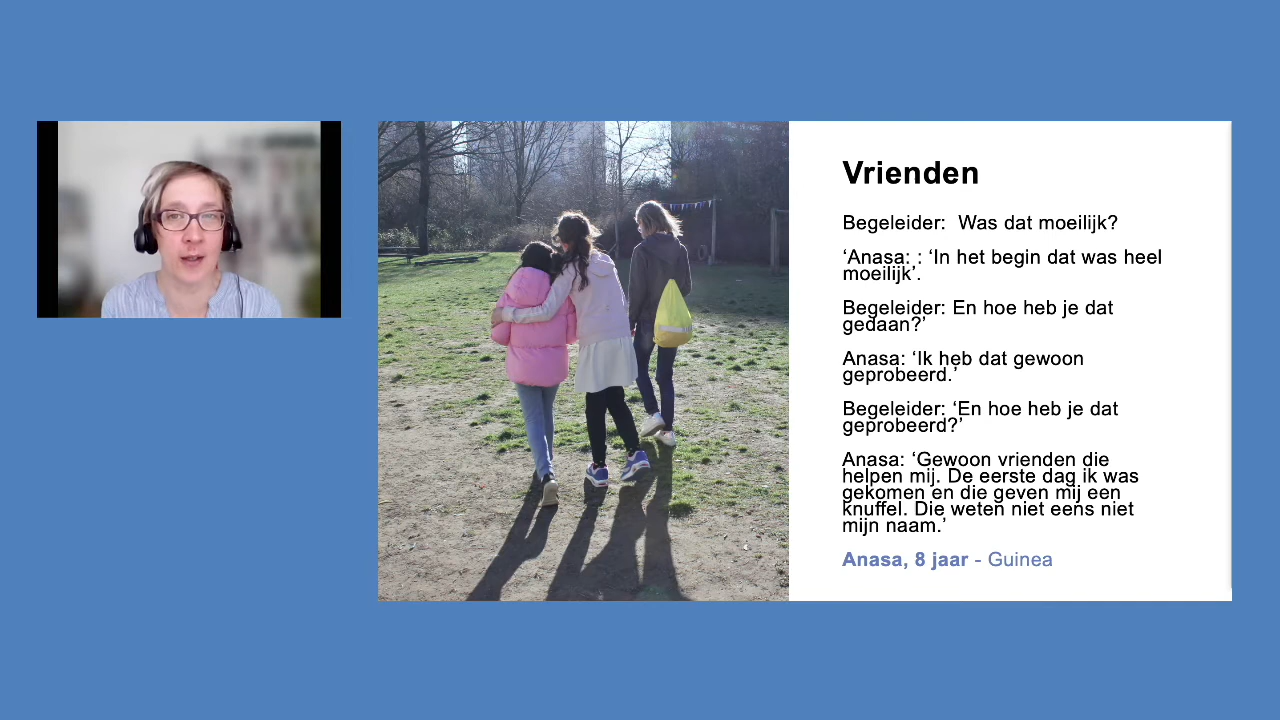 Vrienden
Begeleider:  Was dat moeilijk?
‘Anasa: : ‘In het begin dat was heel
moeilijk’.
Begeleider: En hoe heb je dat
gedaan?’
Anasa: ‘Ik heb dat gewoon
geprobeerd.’
Begeleider: ‘En hoe heb je dat
geprobeerd?’
Anasa: ‘Gewoon vrienden die
helpen mij. De eerste dag ik was
gekomen en die geven mij een
knuffel. Die weten niet eens niet
mijn naam.’
Anasa, 8 jaar - Guinea